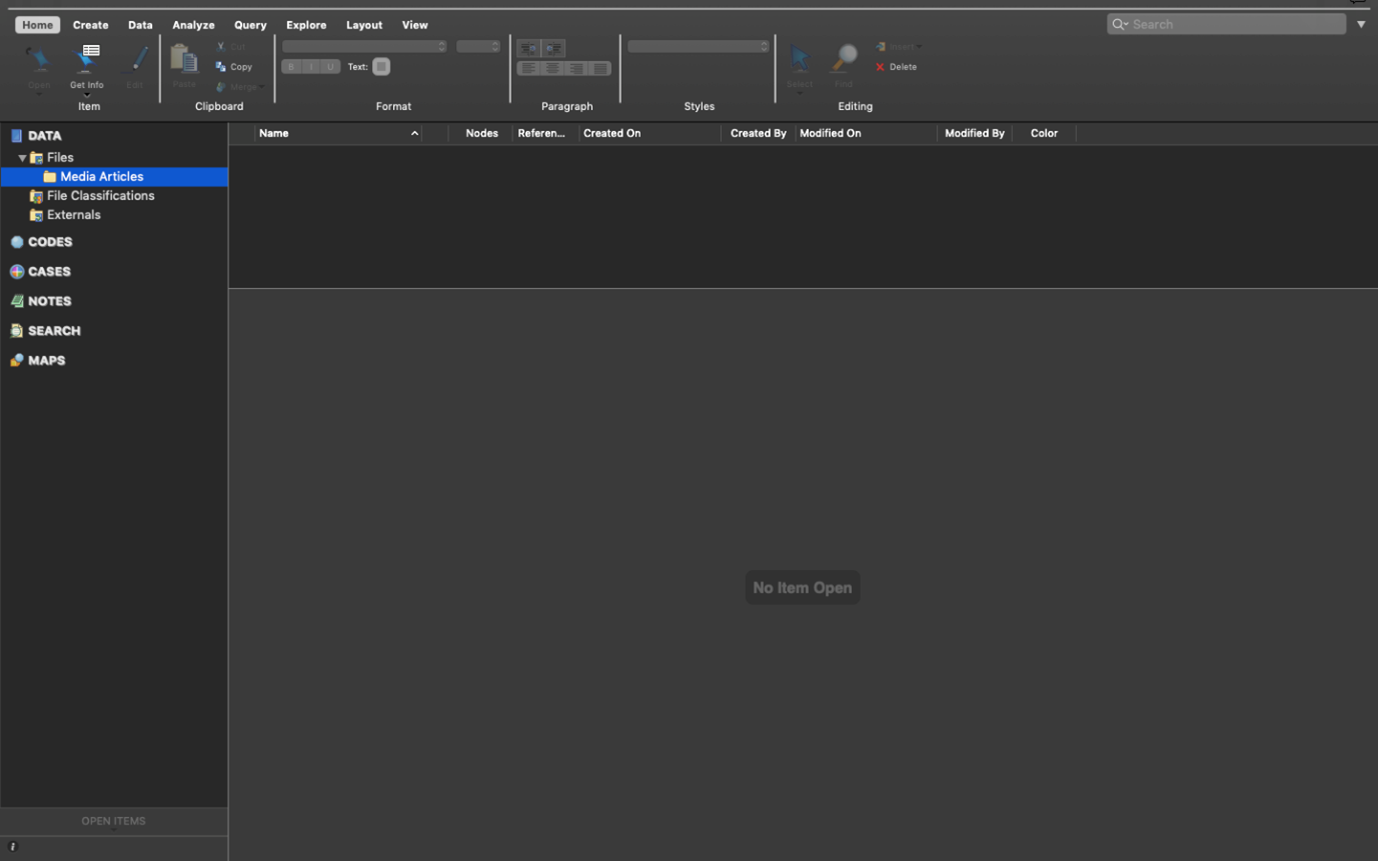 Home Create Data Analyze Query Explore Layout View Search
Open Get Info Edit Paste Cut Copy Merge B I U Text: Select Find Insert Delete
Item Clipboard Format Paragraph Styles Editing
DATA
Files
Media Articles
File Classifications
Externals
CODES
CASES
NOTES
SEARCH
MAPS
Name Nodes Referen... Created On Created By Modified On Modified By Color
No Item Open
OPEN ITEMS
i